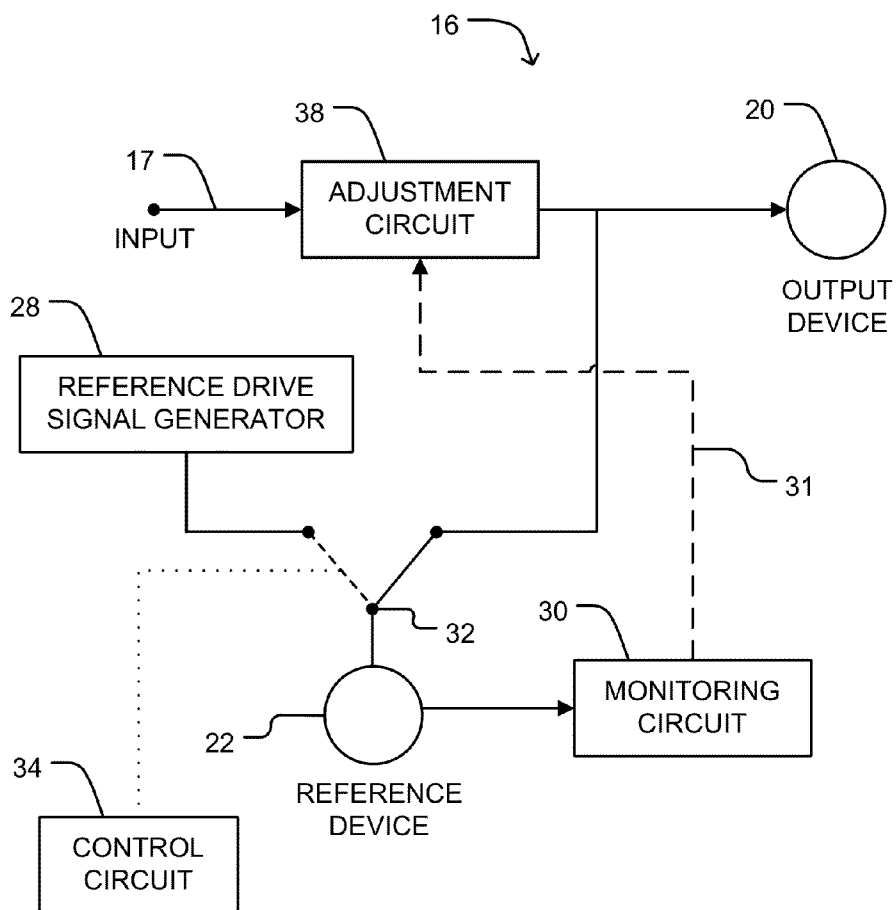 16
38
20
17
ADJUSTMENT
CIRCUIT
INPUT
OUTPUT
DEVICE
28
REFERENCE DRIVE
SIGNAL GENERATOR
31
32
30
MONITORING
CIRCUIT
22
REFERENCE
DEVICE
34
CONTROL
CIRCUIT